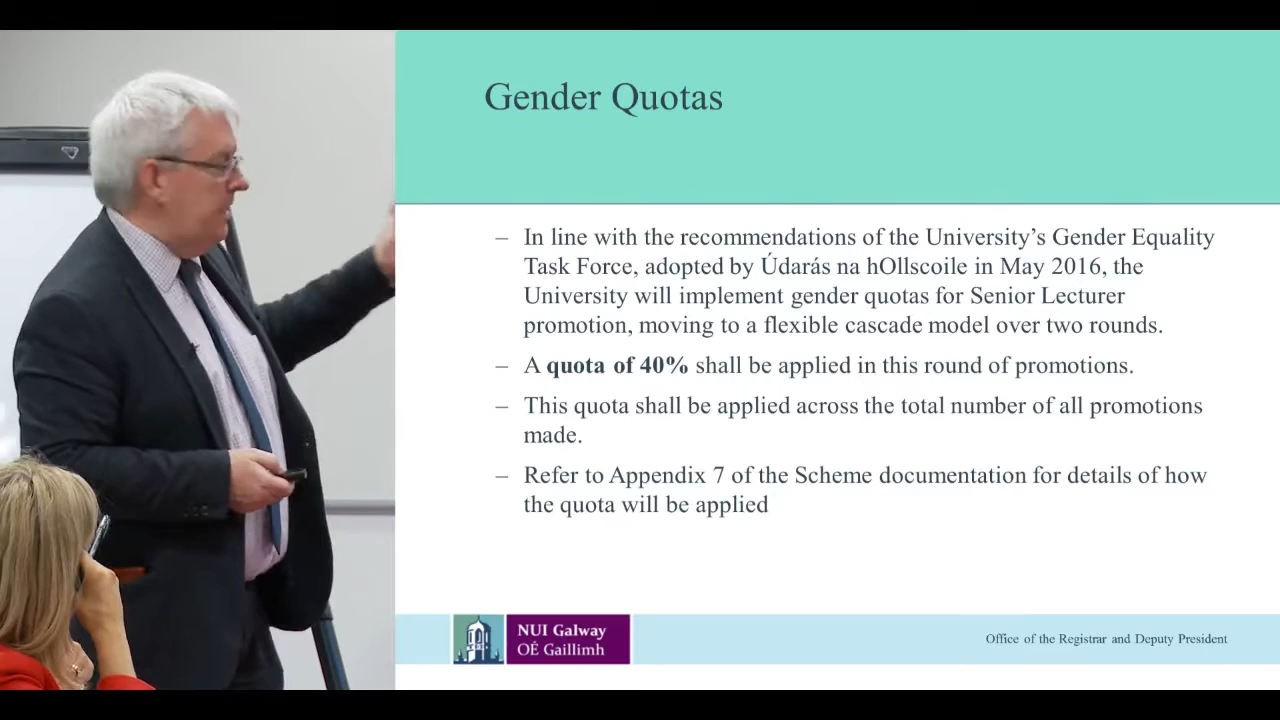 Gender Quotas
– In line with the recommendations of the University’s Gender Equality
Task Force, adopted by Údarás na hOllscoile in May 2016, the
University will implement gender quotas for Senior Lecturer
promotion, moving to a flexible cascade model over two rounds.
– A quota of 40% shall be applied in this round of promotions.
– This quota shall be applied across the total number of all promotions
made.
– Refer to Appendix 7 of the Scheme documentation for details of how
the quota will be applied
NUI Galway
OÉ Gaillimh
Office of the Registrar and Deputy President